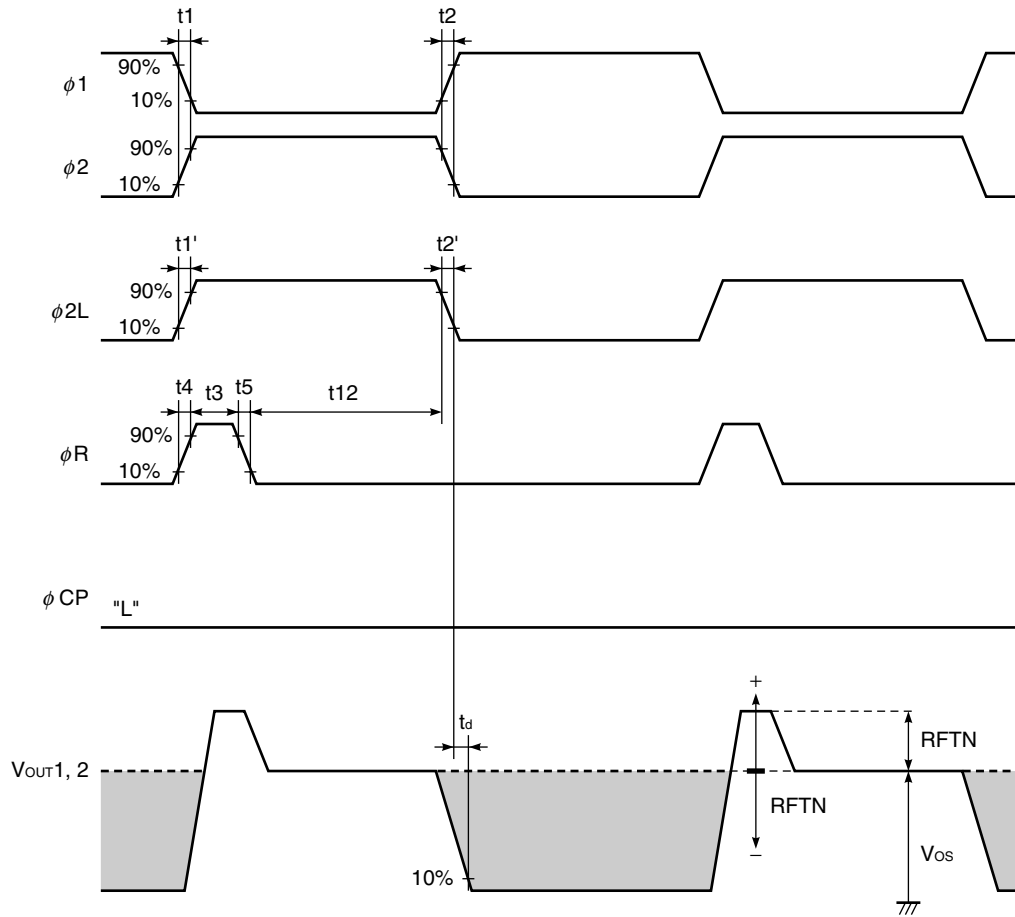 t1 t2
90%
ϕ1
10%
90%
ϕ2
10%
t1' t2'
90%
ϕ2L
10%
t4 t3 t5 t12
90%
ϕR
10%
ϕCP "L"
+
td
RFTN
VOUT1, 2
RFTN
−
VOS
10%